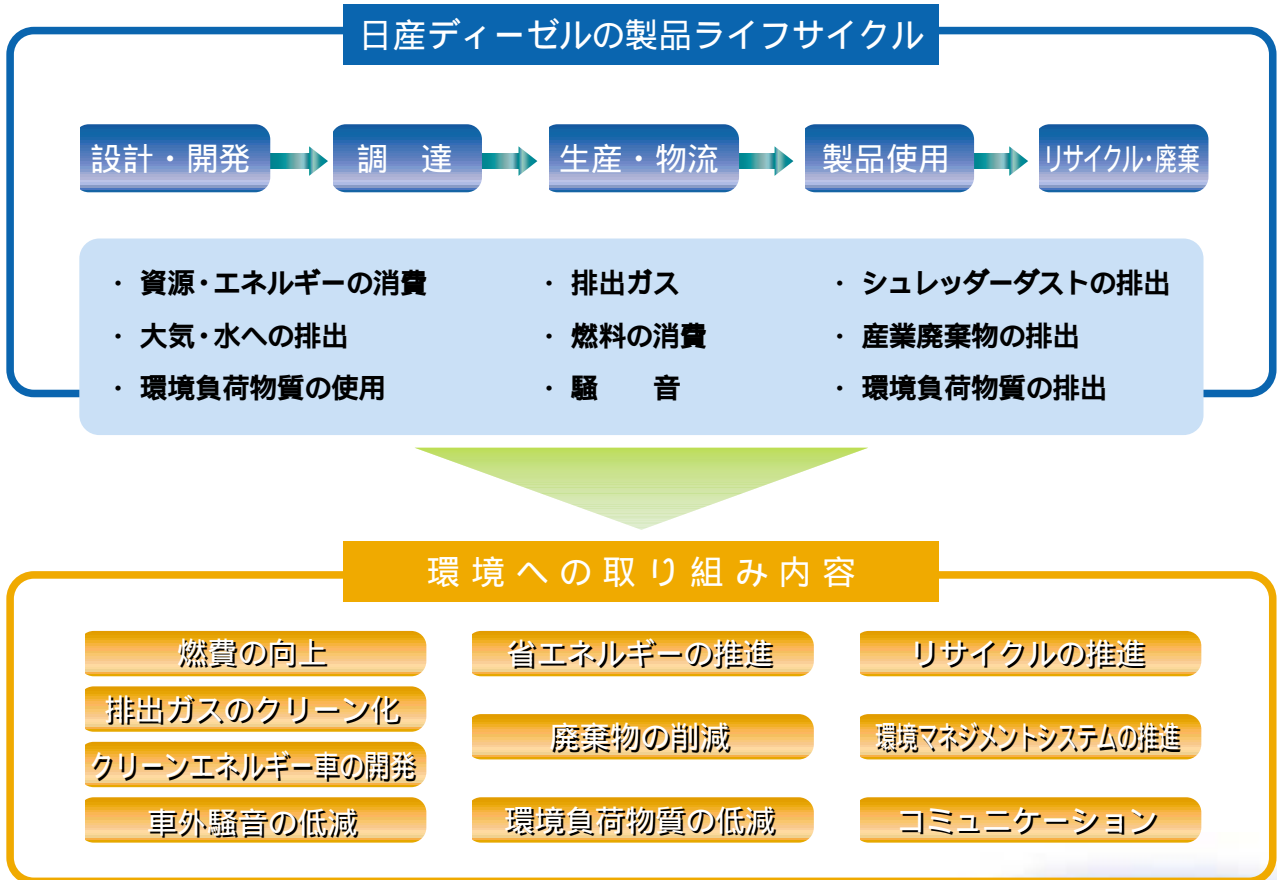 日産ディーゼルの製品ライフサイクル
設計・開発 調 達 生産・物流 製品使用 リサイクル・廃棄
・ 資源・エネルギーの消費 ・ 排出ガス ・ シュレッダーダストの排出
・ 大気・水への排出 ・ 燃料の消費 ・ 産業廃棄物の排出
・ 環境負荷物質の使用 ・ 騒 音 ・ 環境負荷物質の排出
環境への取り組み内容
燃費の向上
排出ガスのクリーン化
クリーンエネルギー車の開発
車外騒音の低減
省エネルギーの推進
廃棄物の削減
環境負荷物質の低減
リサイクルの推進
環境マネジメントシステムの推進
コミュニケーション